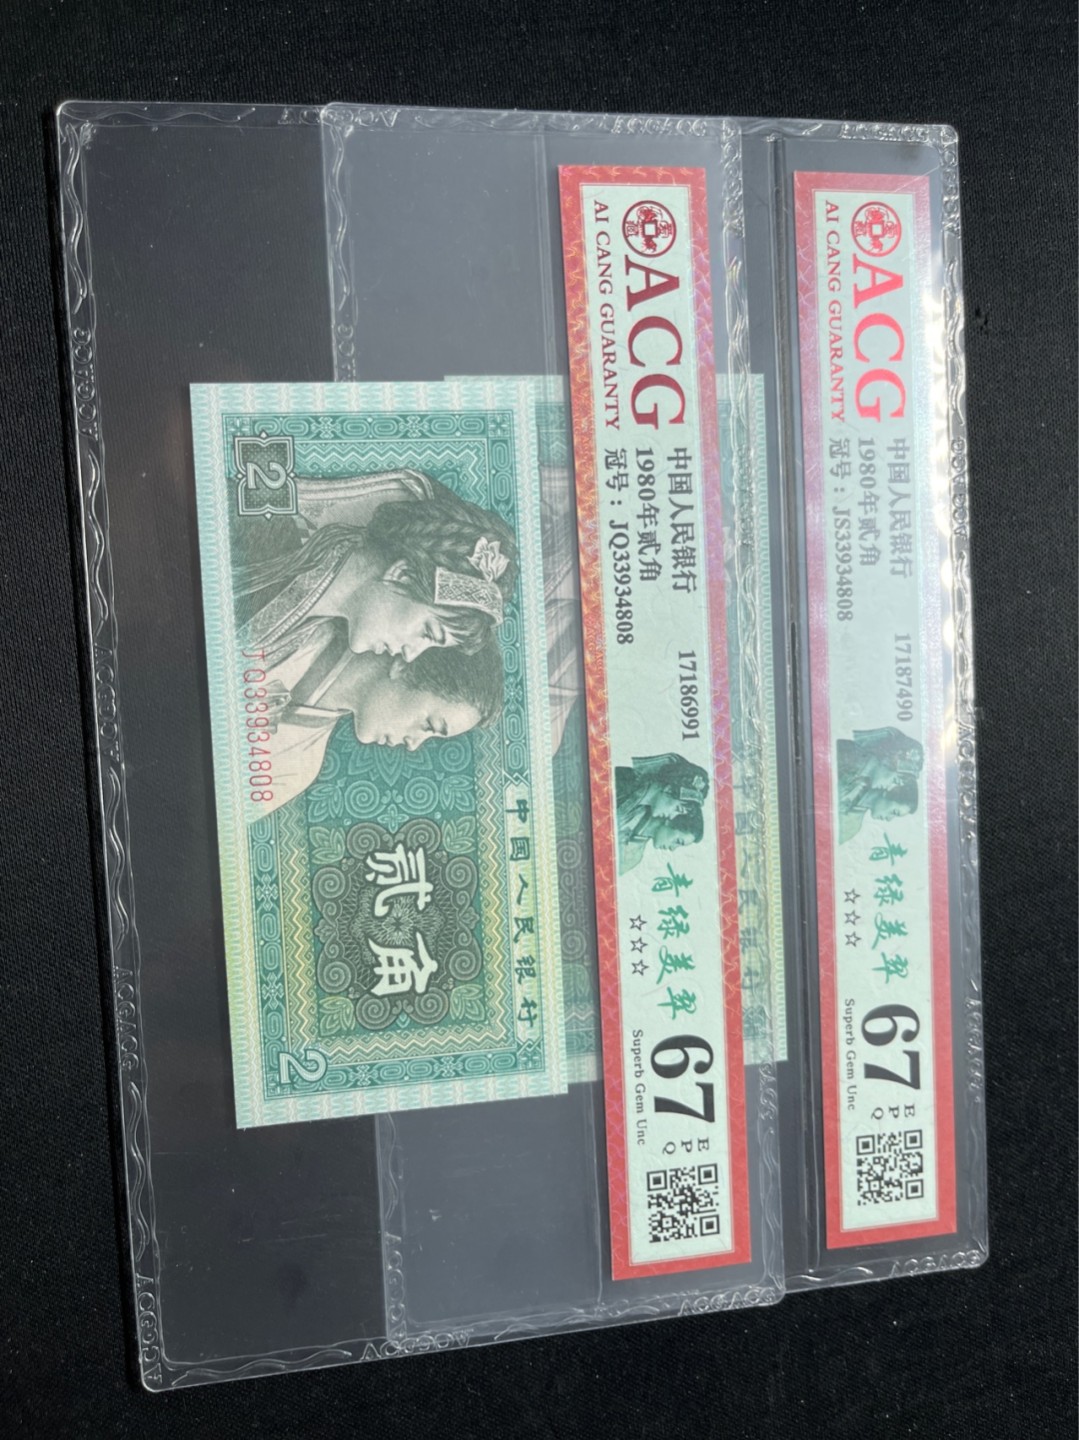 ACG
AI CANG GUARANTY
中国人民银行
1980年贰角
冠号：JS33934808
17187490
青绿美翠
☆☆☆
67
Superb Gem Unc
EPQ
ACG
AI CANG GUARANTY
中国人民银行
1980年贰角
冠号：JQ33934808
17186991
青绿美翠
☆☆☆
67
Superb Gem Unc
EPQ
中国人民银行
贰角
2
2
JQ33934808